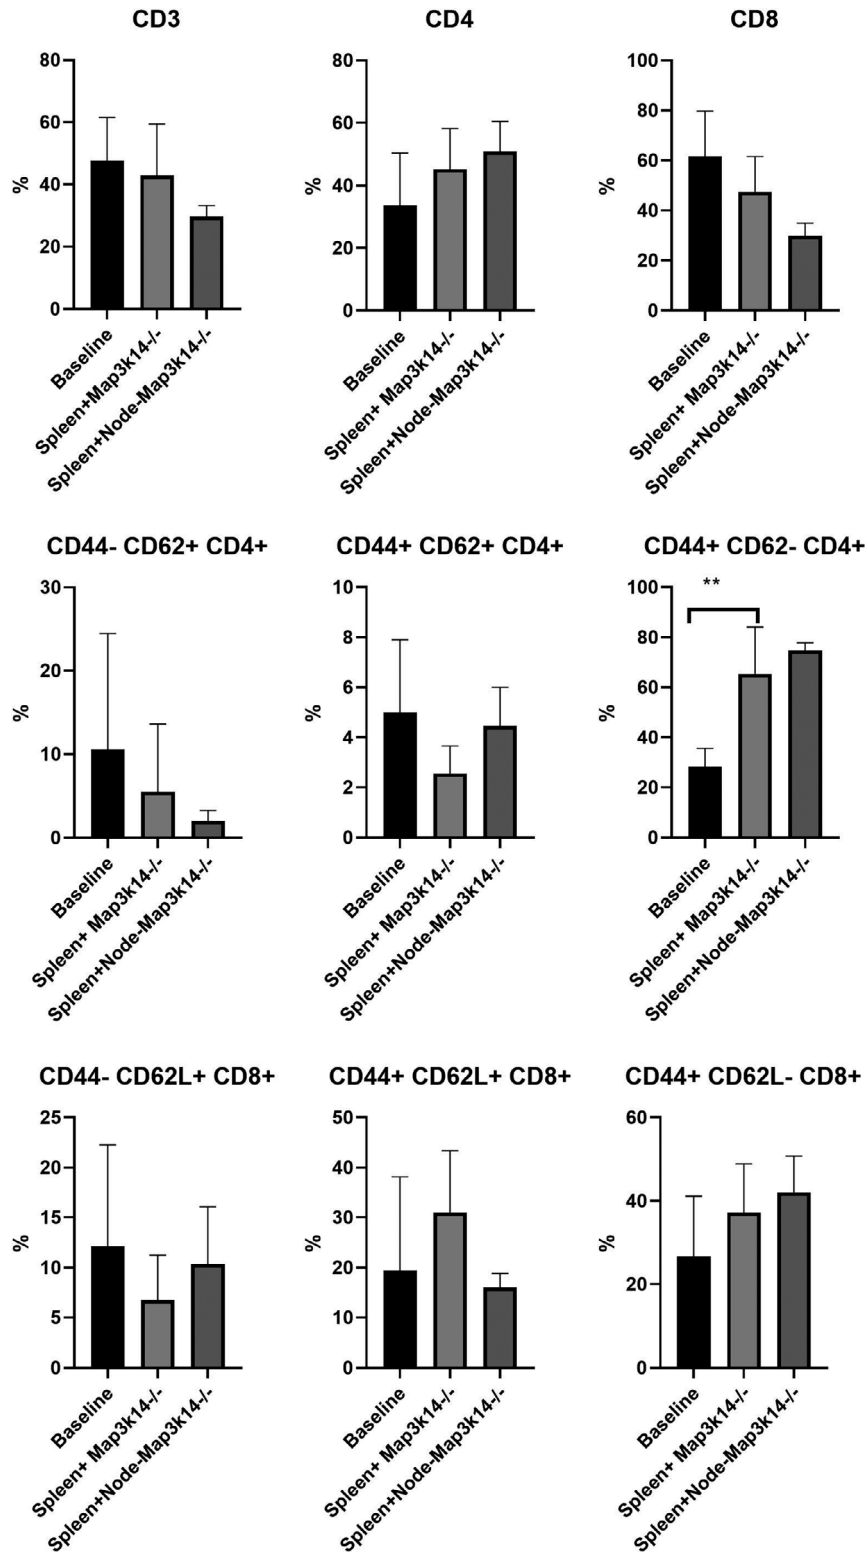 CD3
CD4
CD8
80
60
40
20
0
%
Baseline
Spleen+Map3k14-/-
Spleen+Node-Map3k14-/-
80
60
40
20
0
%
Baseline
Spleen+ Map3k14-/-
Spleen+Node-Map3k14-/-
100
80
60
40
20
0
%
Baseline
Spleen+ Map3k14-/-
Spleen+Node-Map3k14-/-
CD44- CD62+ CD4+
CD44+ CD62+ CD4+
CD44+ CD62- CD4+
30
20
10
0
%
Baseline
Spleen+ Map3k14-/-
Spleen+Node-Map3k14-/-
10
8
6
4
2
0
%
Baseline
Spleen+ Map3k14-/-
Spleen+Node-Map3k14-/-
**
100
80
60
40
20
0
%
Baseline
Spleen+ Map3k14-/-
Spleen+Node-Map3k14-/-
CD44- CD62L+ CD8+
CD44+ CD62L+ CD8+
CD44+ CD62L- CD8+
25
20
15
10
5
0
%
Baseline
Spleen+ Map3k14-/-
Spleen+Node-Map3k14-/-
50
40
30
20
10
0
%
Baseline
Spleen+ Map3k14-/-
Spleen+Node-Map3k14-/-
60
40
20
0
%
Baseline
Spleen+ Map3k14-/-
Spleen+Node-Map3k14-/-